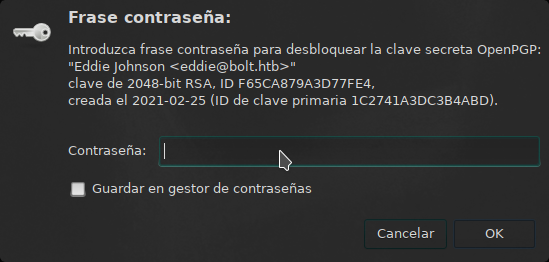 Frase contraseña:
Introduzca frase contraseña para desbloquear la clave secreta OpenPGP:
"Eddie Johnson <eddie@bolt.htb>"
clave de 2048-bit RSA, ID F65CA879A3D77FE4,
creada el 2021-02-25 (ID de clave primaria 1C2741A3DC3B4ABD).
Contraseña:
Guardar en gestor de contraseñas
Cancelar
OK